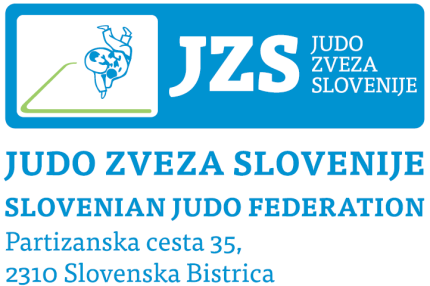 JZS
JUDO
ZVEZA
SLOVENIJE
JUDO ZVEZA SLOVENIJE
SLOVENIAN JUDO FEDERATION
Partizanska cesta 35,
2310 Slovenska Bistrica